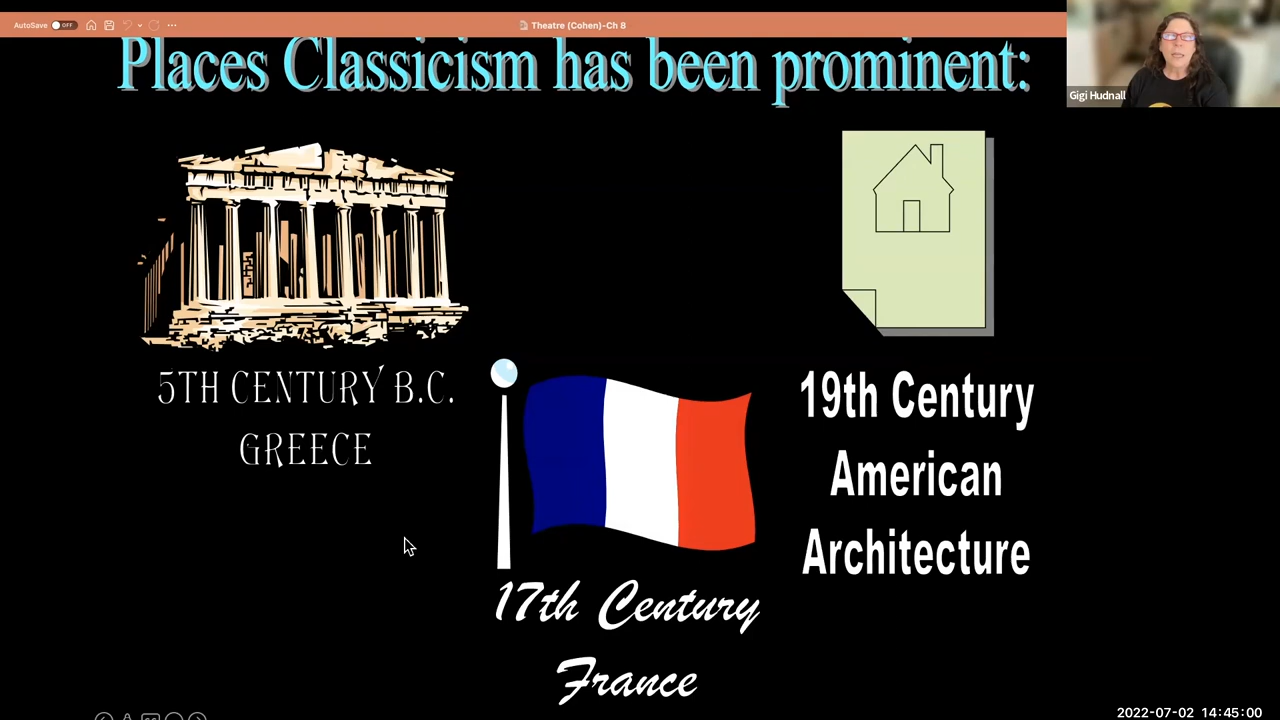 AutoSave OFF
Theatre (Cohen)-Ch 8
Places Classicism has been prominent:
Gigi Hudnall
5TH CENTURY B.C.
GREECE
19th Century
American
Architecture
17th Century
France
2022-07-02 14:45:00